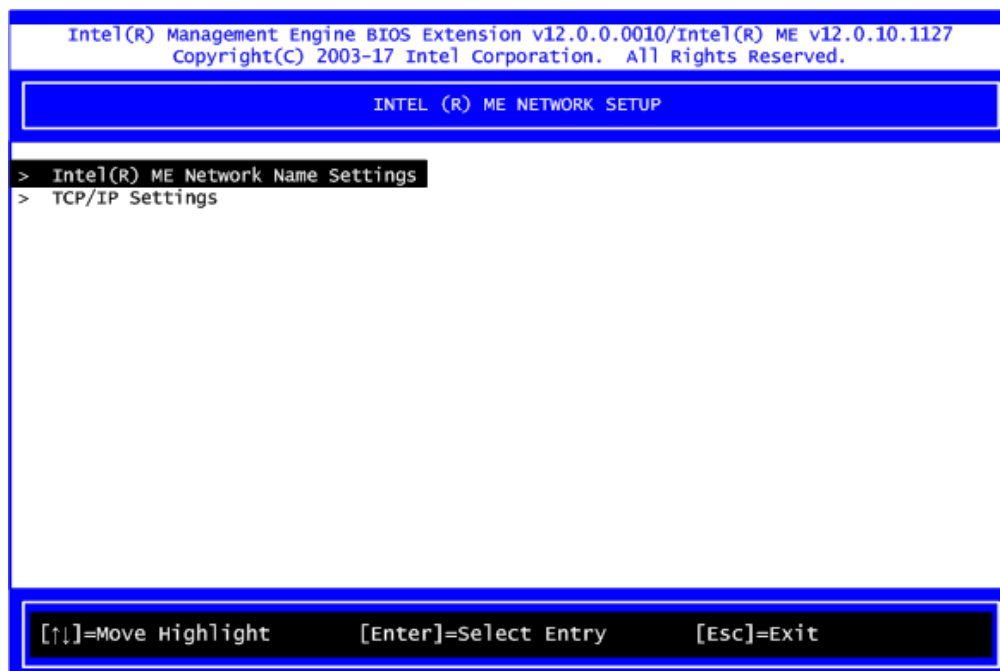 Intel(R) Management Engine BIOS Extension v12.0.0.0010/Intel(R) ME v12.0.10.1127
Copyright(C) 2003-17 Intel Corporation. All Rights Reserved.
INTEL (R) ME NETWORK SETUP
> Intel(R) ME Network Name Settings
> TCP/IP Settings
[↑↓]=Move Highlight [Enter]=Select Entry [Esc]=Exit